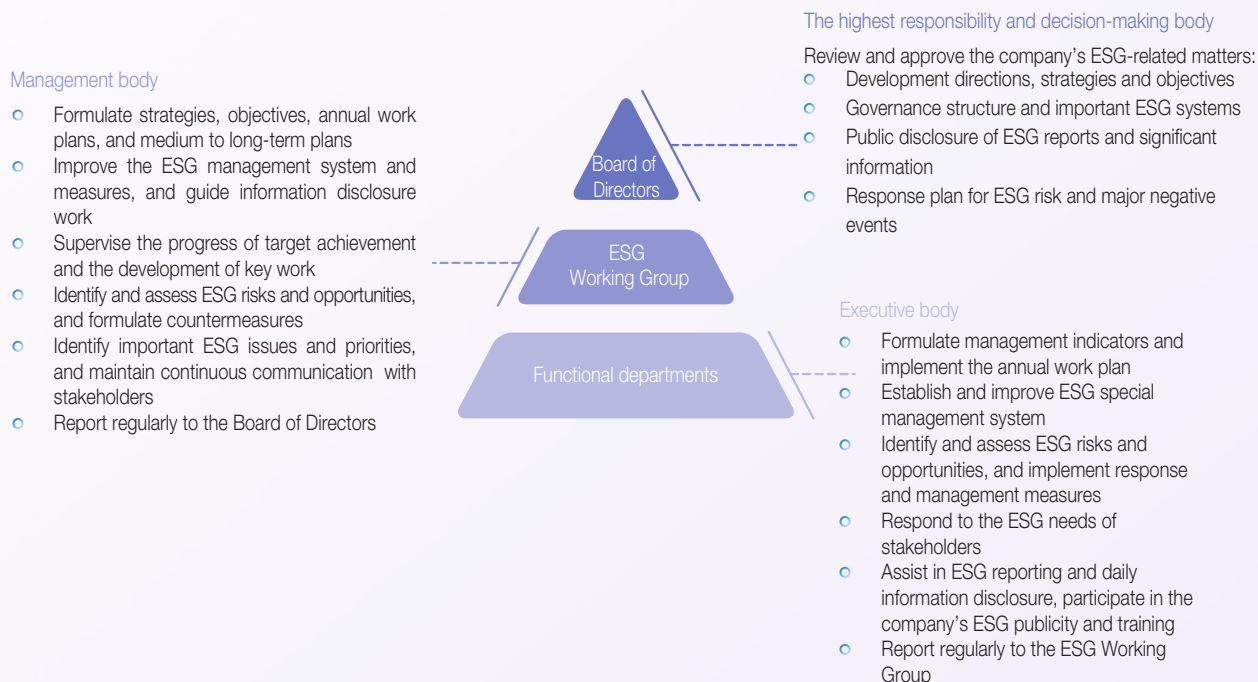 The highest responsibility and decision-making body
Review and approve the company's ESG-related matters:
Development directions, strategies and objectives
Governance structure and important ESG systems
Public disclosure of ESG reports and significant
information
Response plan for ESG risk and major negative
events
Management body
Formulate strategies, objectives, annual work
plans, and medium to long-term plans
Improve the ESG management system and
measures, and guide information disclosure
work
Supervise the progress of target achievement
and the development of key work
Identify and assess ESG risks and opportunities,
and formulate countermeasures
Identify important ESG issues and priorities,
and maintain continuous communication with
stakeholders
Report regularly to the Board of Directors
Board of
Directors
ESG
Working Group
Functional departments
Executive body
Formulate management indicators and
implement the annual work plan
Establish and improve ESG special
management system
Identify and assess ESG risks and
opportunities, and implement response
and management measures
Respond to the ESG needs of
stakeholders
Assist in ESG reporting and daily
information disclosure, participate in the
company's ESG publicity and training
Report regularly to the ESG Working
Group